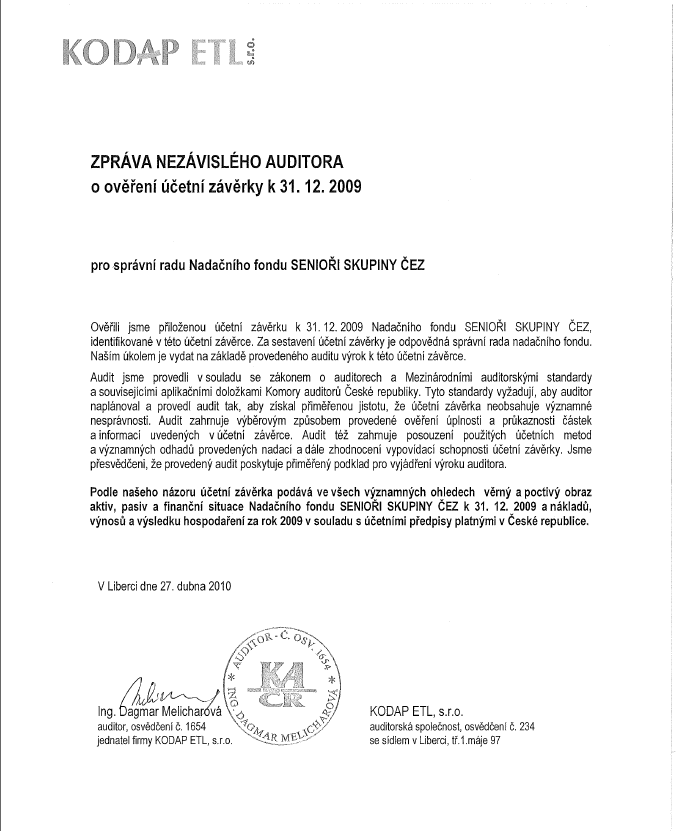 KODAP ETL s.r.o.
ZPRÁVA NEZÁVISLÉHO AUDITORA
o ověření účetní závěrky k 31. 12. 2009
pro správní radu Nadačního fondu SENIOŘI SKUPINY ČEZ
Ověřili jsme přiloženou účetní závěrku k 31. 12. 2009 Nadačního fondu SENIOŘI SKUPINY ČEZ,
identifikované v této účetní závěrce. Za sestavení účetní závěrky je odpovědná správní rada nadačního fondu.
Naším úkolem je vydat na základě provedeného auditu výrok k této účetní závěrce.
Audit jsme provedli v souladu se zákonem o auditorech a Mezinárodními auditorskými standardy
a souvisejícími aplikačními doložkami Komory auditorů České republiky. Tyto standardy vyžadují, aby auditor
naplánoval a provedl audit tak, aby získal přiměřenou jistotu, že účetní závěrka neobsahuje významné
nesprávnosti. Audit zahrnuje výběrovým způsobem provedené ověření úplnosti a průkaznosti částek
a informací uvedených v účetní závěrce. Audit též zahrnuje posouzení použitých účetních metod
a významných odhadů provedených nadací a dále zhodnocení vypovídací schopnosti účetní závěrky. Jsme
přesvědčeni, že provedený audit poskytuje přiměřený podklad pro vyjádření výroku auditora.
Podle našeho názoru účetní závěrka podává ve všech významných ohledech věrný a poctivý obraz
aktiv, pasiv a finanční situace Nadačního fondu SENIOŘI SKUPINY ČEZ k 31. 12. 2009 a nákladů,
výnosů a výsledku hospodaření za rok 2009 v souladu s účetními předpisy platnými v České republice.
V Liberci dne 27. dubna 2010
* AUDITOR - Č. OSV. 1654 *
KA
ČR
ING. DAGMAR MELICHAROVÁ
Ing. Dagmar Melicharová
auditor, osvědčení č. 1654
jednatel firmy KODAP ETL, s.r.o.
KODAP ETL, s.r.o.
auditorská společnost, osvědčení č. 234
se sídlem v Liberci, tř.1.máje 97